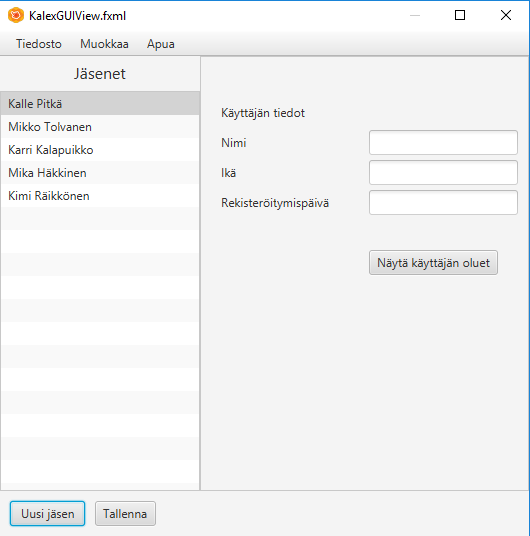 KalexGUIView.fxml
Tiedosto Muokkaa Apua
Jäsenet
Kalle Pitkä
Mikko Tolvanen
Karri Kalapuikko
Mika Häkkinen
Kimi Räikkönen
Käyttäjän tiedot
Nimi
Ikä
Rekisteröitymispäivä
Näytä käyttäjän oluet
Uusi jäsen Tallenna